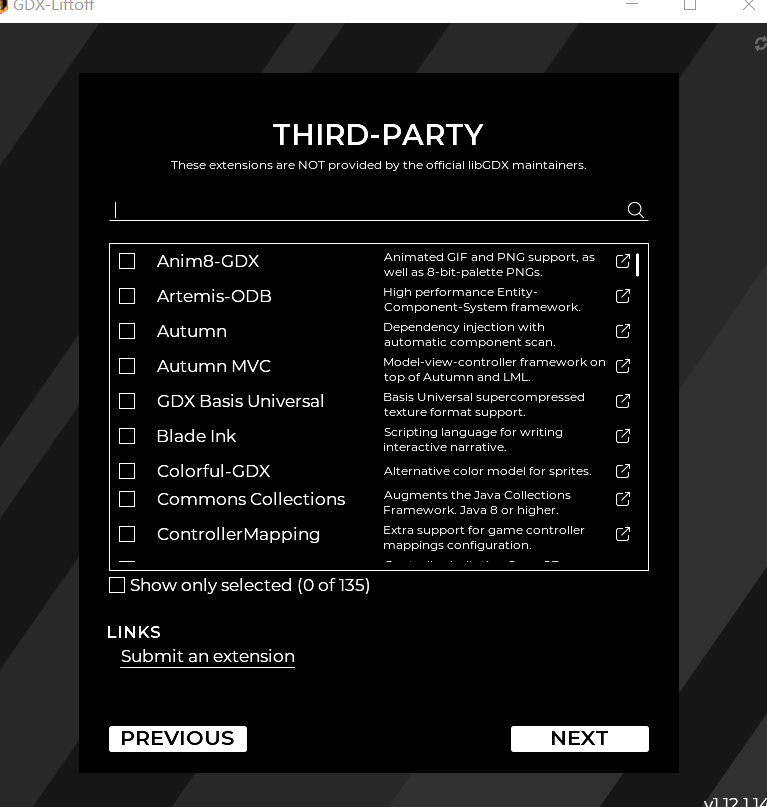 GDX-Liftoff
THIRD-PARTY
These extensions are NOT provided by the official libGDX maintainers.
Anim8-GDX
Animated GIF and PNG support, as
well as 8-bit-palette PNGs.
Artemis-ODB
High performance Entity-
Component-System framework.
Autumn
Dependency injection with
automatic component scan.
Autumn MVC
Model-view-controller framework on
top of Autumn and LML.
GDX Basis Universal
Basis Universal supercompressed
texture format support.
Blade Ink
Scripting language for writing
interactive narrative.
Colorful-GDX
Alternative color model for sprites.
Commons Collections
Augments the Java Collections
Framework. Java 8 or higher.
ControllerMapping
Extra support for game controller
mappings configuration.
Show only selected (0 of 135)
LINKS
Submit an extension
PREVIOUS
NEXT